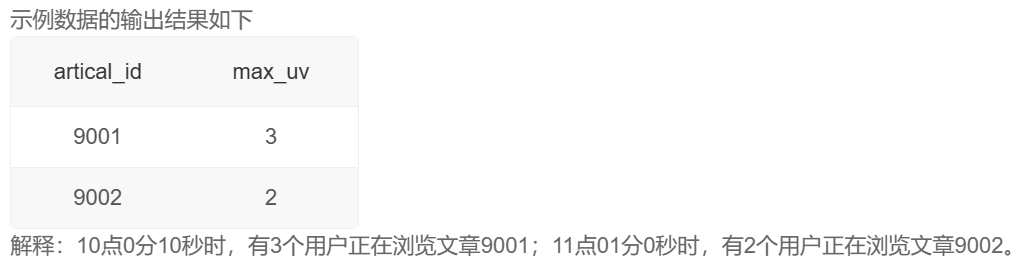 示例数据的输出结果如下
artical_id max_uv
9001 3
9002 2
解释：10点0分10秒时，有3个用户正在浏览文章9001；11点01分0秒时，有2个用户正在浏览文章9002。